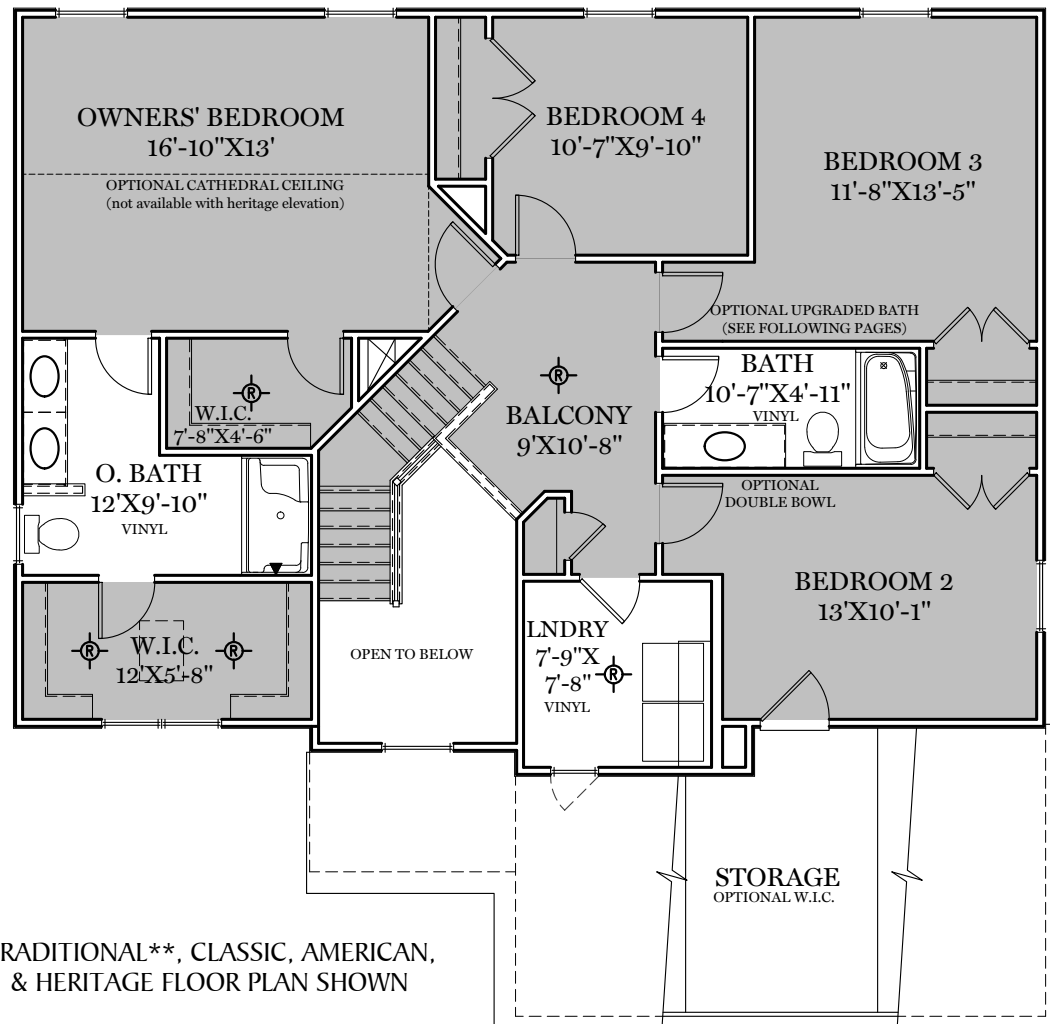 OWNERS' BEDROOM
16'-10"X13'
OPTIONAL CATHEDRAL CEILING
(not available with heritage elevation)
BEDROOM 4
10'-7"X9'-10"
BEDROOM 3
11'-8"X13'-5"
OPTIONAL UPGRADED BATH
(SEE FOLLOWING PAGES)
BATH
10'-7"X4'-11"
VINYL
R
W.I.C.
7'-8"X4'-6"
R
BALCONY
9'X10'-8"
O. BATH
12'X9'-10"
VINYL
OPTIONAL
DOUBLE BOWL
BEDROOM 2
13'X10'-1"
R
W.I.C.
12'X5'-8"
R
OPEN TO BELOW
LNDRY
7'-9"X
7'-8"
VINYL
R
STORAGE
OPTIONAL W.I.C.
RADITIONAL**, CLASSIC, AMERICAN,
& HERITAGE FLOOR PLAN SHOWN